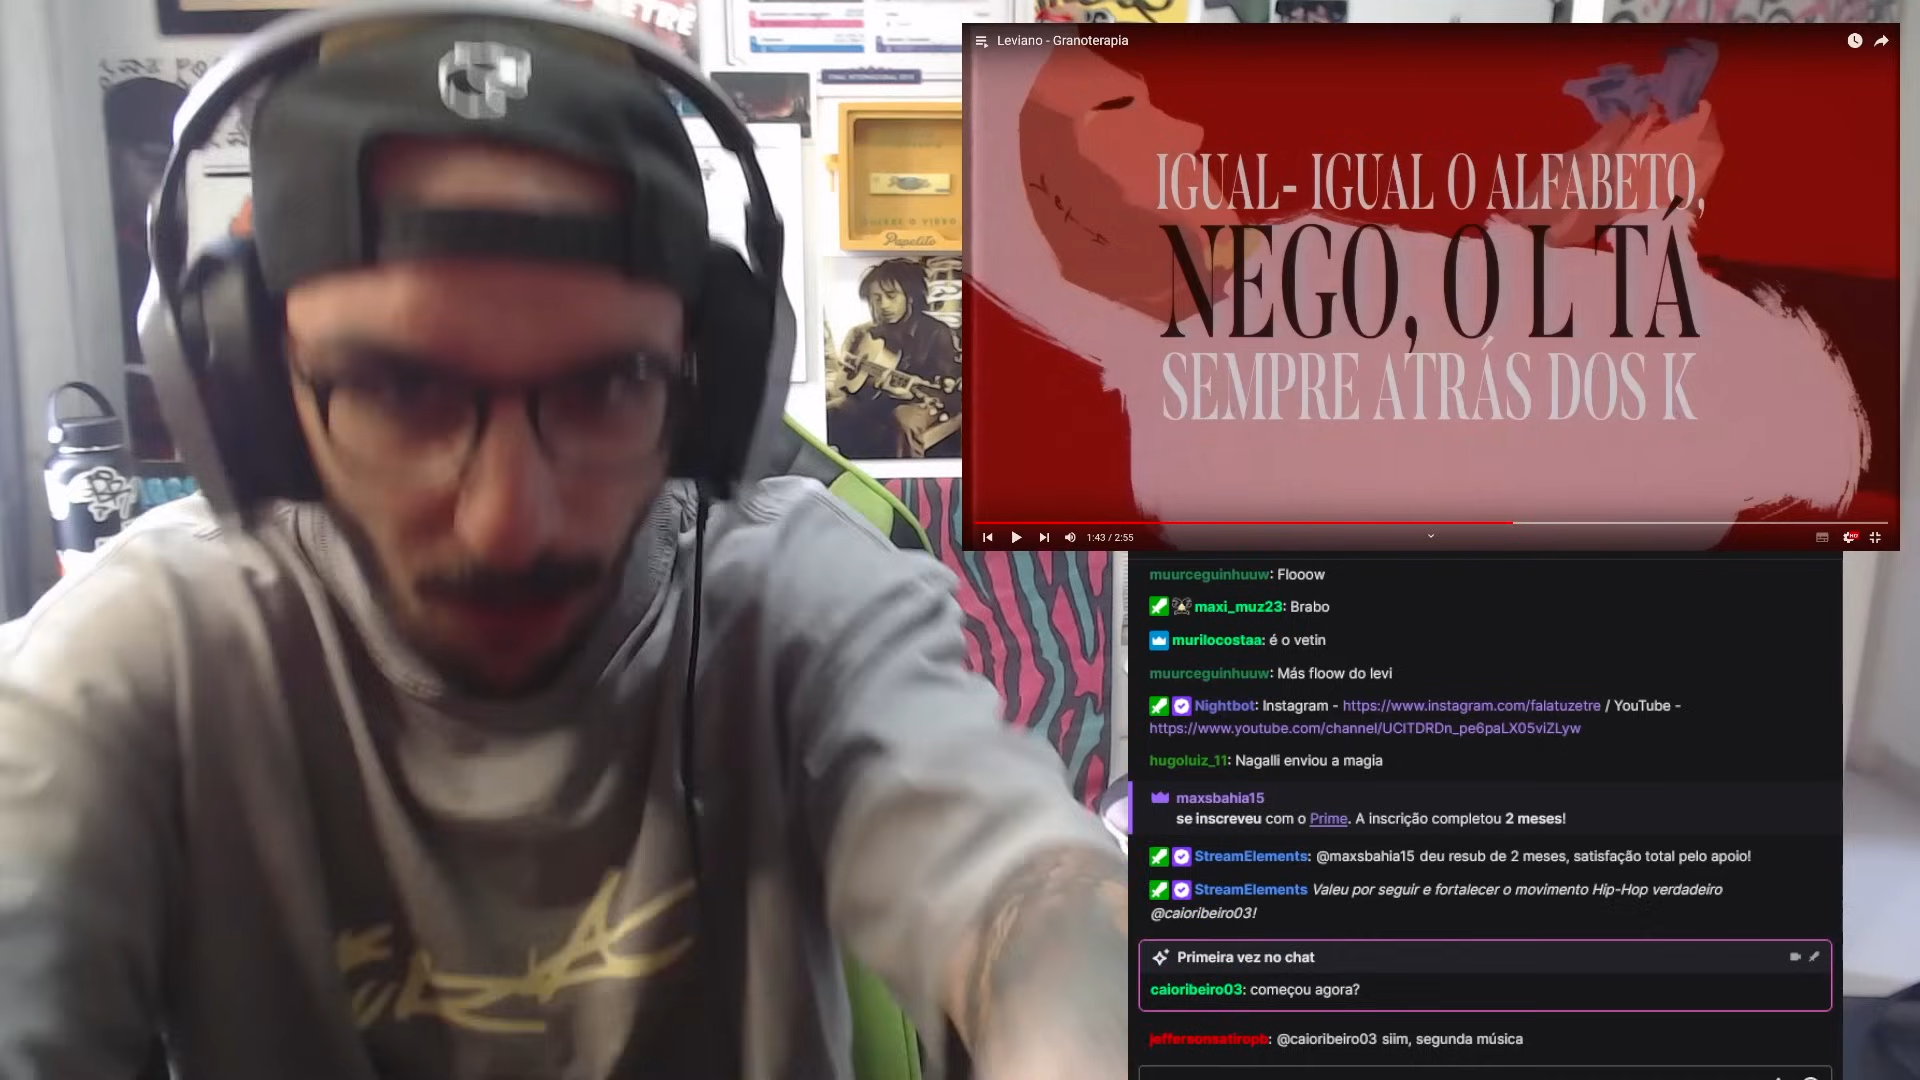 Leviano - Granoterapia
IGUAL- IGUAL O ALFABETO,
NEGO, O L TÁ
SEMPRE ATRÁS DOS K
1:43 / 2:55
HD
Papelito
muurceguinhuuw: Flooow
maxi_muz23: Brabo
murilocostaa: é o vetin
muurceguinhuuw: Más floow do levi
Nightbot: Instagram - https://www.instagram.com/falatuzetre / YouTube -
https://www.youtube.com/channel/UCITDRDn_pe6paLX05viZLyw
hugoluiz_11: Nagalli enviou a magia
maxsbahia15
se inscreveu com o Prime. A inscrição completou 2 meses!
StreamElements: @maxsbahia15 deu resub de 2 meses, satisfação total pelo apoio!
StreamElements Valeu por seguir e fortalecer o movimento Hip-Hop verdadeiro
@caioribeiro03!
Primeira vez no chat
caioribeiro03: começou agora?
jeffersonsatiropb: @caioribeiro03 siim, segunda música